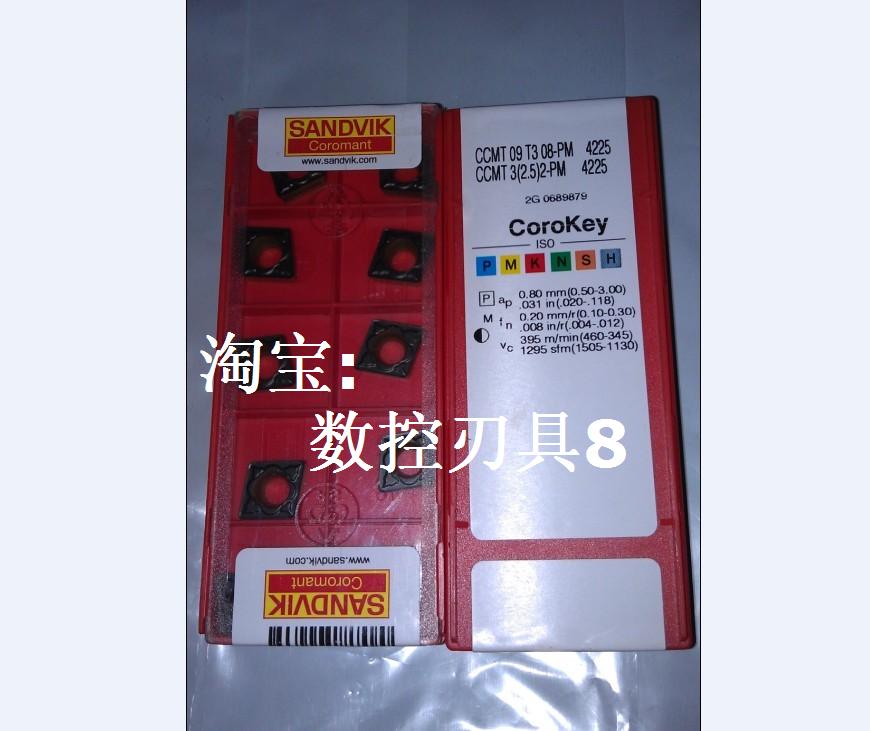 SANDVIK
Coromant
www.sandvik.com
CCMT 09 T3 08-PM 4225
CCMT 3(2.5)2-PM 4225
2G 0689879
CoroKey
ISO
P M K N S H
P ap 0.80 mm(0.50-3.00)
.031 in(.020-.118)
M fn 0.20 mm/r(0.10-0.30)
.008 in/r(.004-.012)
vc 395 m/min(460-345)
1295 sfm(1505-1130)
淘宝:
数控刃具8
www.sandvik.com
SANDVIK
Coromant